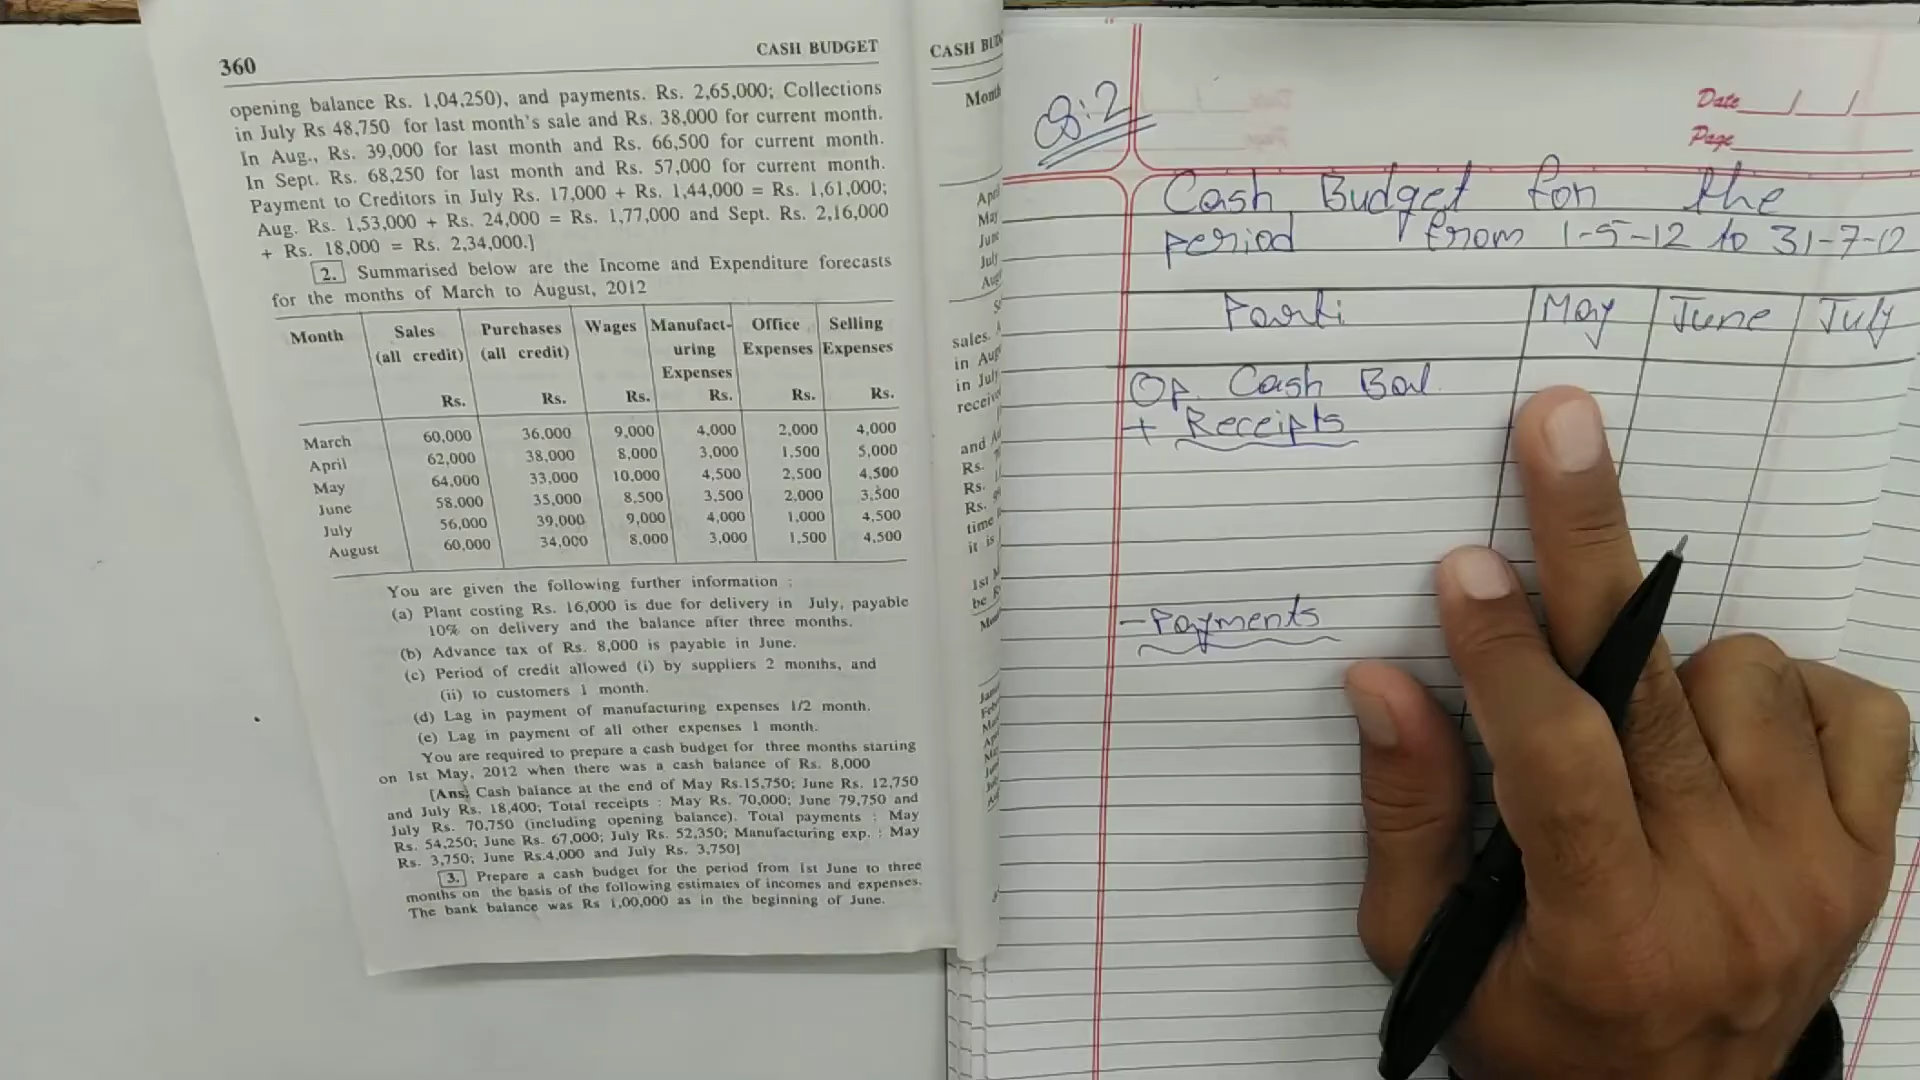 360
CASH BUDGET
opening balance Rs. 1,04,250), and payments. Rs. 2,65,000; Collections
in July Rs 48,750 for last month's sale and Rs. 38,000 for current month.
In Aug., Rs. 39,000 for last month and Rs. 66,500 for current month.
In Sept. Rs. 68,250 for last month and Rs. 57,000 for current month.
Payment to Creditors in July Rs. 17,000 + Rs. 1,44,000 = Rs. 1,61,000;
Aug. Rs. 1,53,000 + Rs. 24,000 = Rs. 1,77,000 and Sept. Rs. 2,16,000
+ Rs. 18,000 = Rs. 2,34,000.]
2. Summarised below are the Income and Expenditure forecasts
for the months of March to August, 2012
Month Sales Purchases Wages Manufact- Office Selling
(all credit) (all credit) uring Expenses Expenses
Expenses
Rs. Rs. Rs. Rs. Rs. Rs.
March 60,000 36,000 9,000 4,000 2,000 4,000
April 62,000 38,000 8,000 3,000 1,500 5,000
May 64,000 33,000 10,000 4,500 2,500 4,500
June 58,000 35,000 8,500 3,500 2,000 3,500
July 56,000 39,000 9,000 4,000 1,000 4,500
August 60,000 34,000 8,000 3,000 1,500 4,500
You are given the following further information :
(a) Plant costing Rs. 16,000 is due for delivery in July, payable
10% on delivery and the balance after three months.
(b) Advance tax of Rs. 8,000 is payable in June.
(c) Period of credit allowed (i) by suppliers 2 months, and
(ii) to customers 1 month.
(d) Lag in payment of manufacturing expenses 1/2 month.
(e) Lag in payment of all other expenses 1 month.
You are required to prepare a cash budget for three months starting
on 1st May, 2012 when there was a cash balance of Rs. 8,000
[Ans: Cash balance at the end of May Rs.15,750; June Rs. 12,750
and July Rs. 18,400; Total receipts : May Rs. 70,000; June 79,750 and
July Rs. 70,750 (including opening balance). Total payments : May
Rs. 54,250; June Rs. 67,000; July Rs. 52,350; Manufacturing exp. : May
Rs. 3,750; June Rs.4,000 and July Rs. 3,750]
3. Prepare a cash budget for the period from 1st June to three
months on the basis of the following estimates of incomes and expenses.
The bank balance was Rs 1,00,000 as in the beginning of June.
CASH
Month
May
June
July
sales.
in Aug
in July
and
Rs.
Rs.
Rs.
time
it is
1st
be
Q:2
Date
Page
Cash Budget for the
period from 1-5-12 to 31-7-12
Parti May June July
Op. Cash Bal.
+ Receipts
- Payments